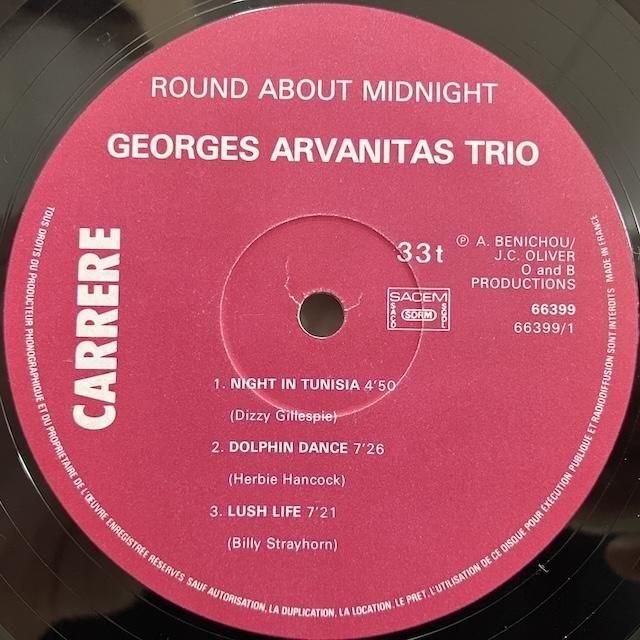 ROUND ABOUT MIDNIGHT
GEORGES ARVANITAS TRIO
CARRERE
33t
℗ A. BENICHOU/
J.C. OLIVER
O and B
PRODUCTIONS
SACEM
SACD
SDRM
SGDL
66399
66399/1
1. NIGHT IN TUNISIA 4'50
(Dizzy Gillespie)
2. DOLPHIN DANCE 7'26
(Herbie Hancock)
3. LUSH LIFE 7'21
(Billy Strayhorn)
TOUS DROITS DU PRODUCTEUR PHONOGRAPHIQUE ET DU PROPRIETAIRE DE L'ŒUVRE ENREGISTREE RESERVES SAUF AUTORISATION, LA DUPLICATION, LA LOCATION, LE PRET, L'UTILISATION DE CE DISQUE POUR EXECUTION PUBLIQUE ET RADIODIFFUSION SONT INTERDITS MADE IN FRANCE